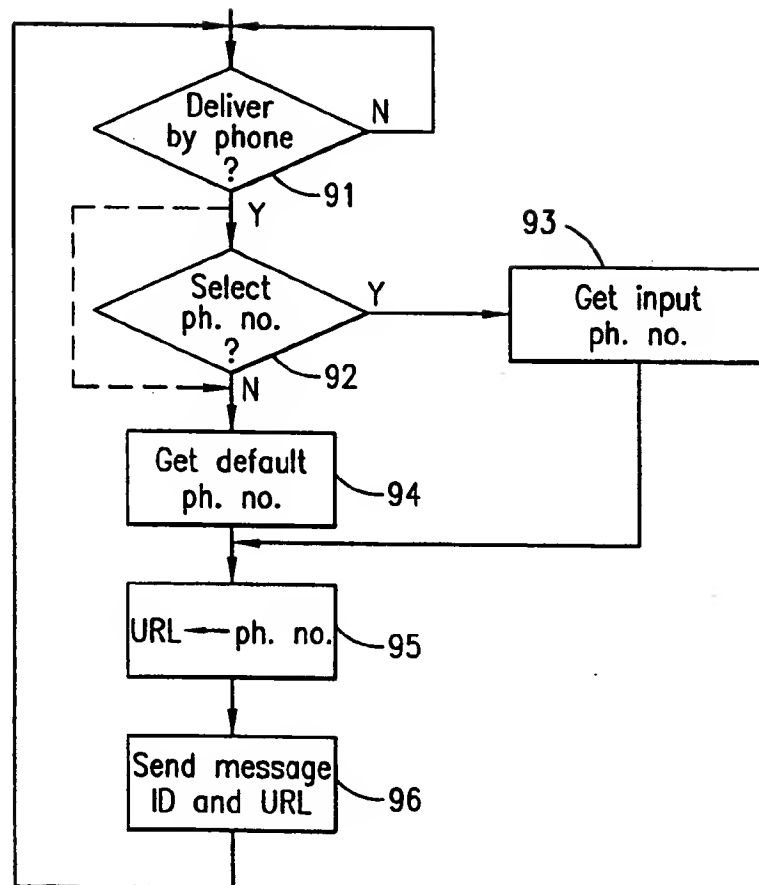 Deliver
by phone
?
N
91
Y
93
Select
ph. no.
?
Y
Get input
ph. no.
92
N
Get default
ph. no.
94
URL ← ph. no.
95
Send message
ID and URL
96